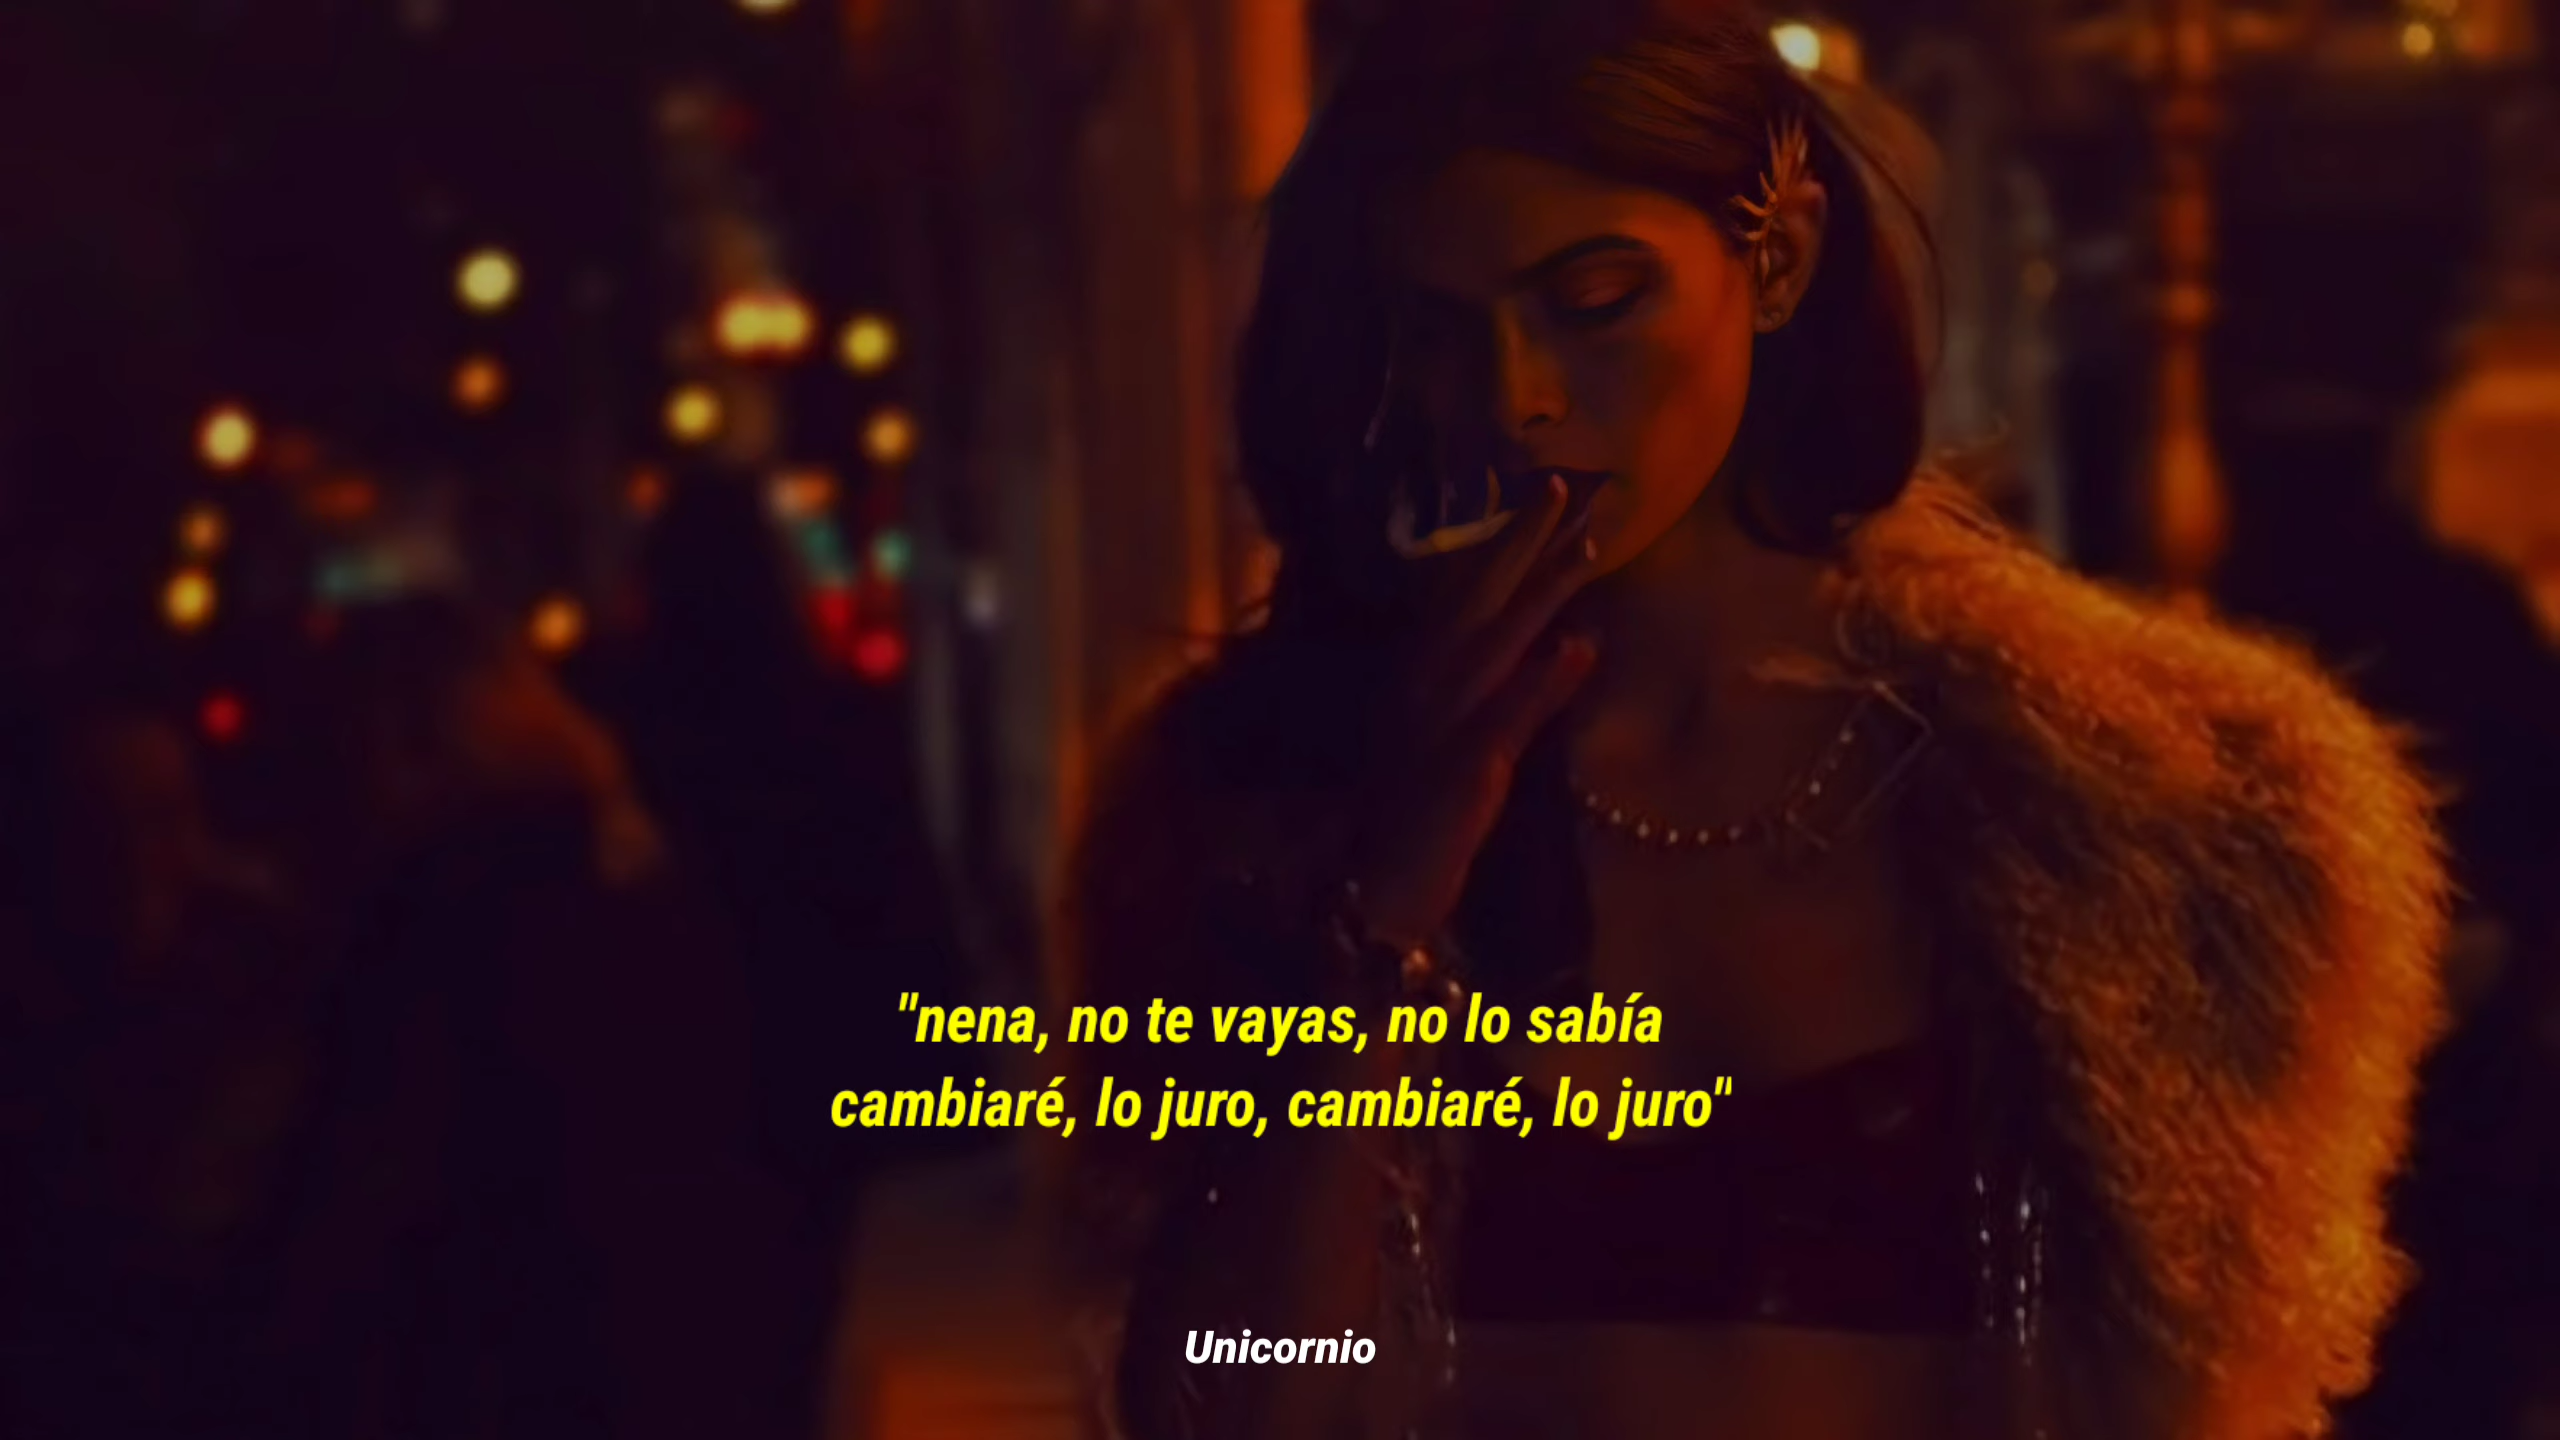 "nena, no te vayas, no lo sabía
cambiaré, lo juro, cambiaré, lo juro"
Unicornio